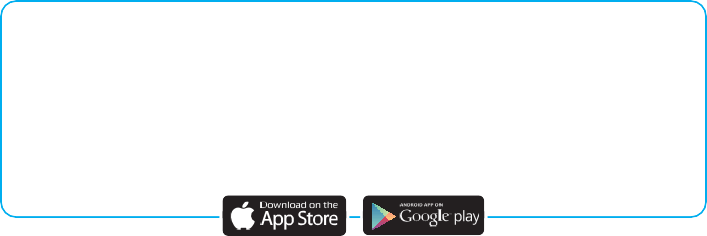 Download on the
App Store
ANDROID APP ON
Google play